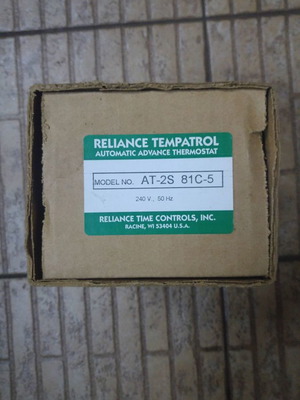 RELIANCE TEMPATROL
AUTOMATIC ADVANCE THERMOSTAT
MODEL NO. AT-2S 81C-5
240 V., 50 Hz
RELIANCE TIME CONTROLS, INC.
RACINE, WI 53404 U.S.A.